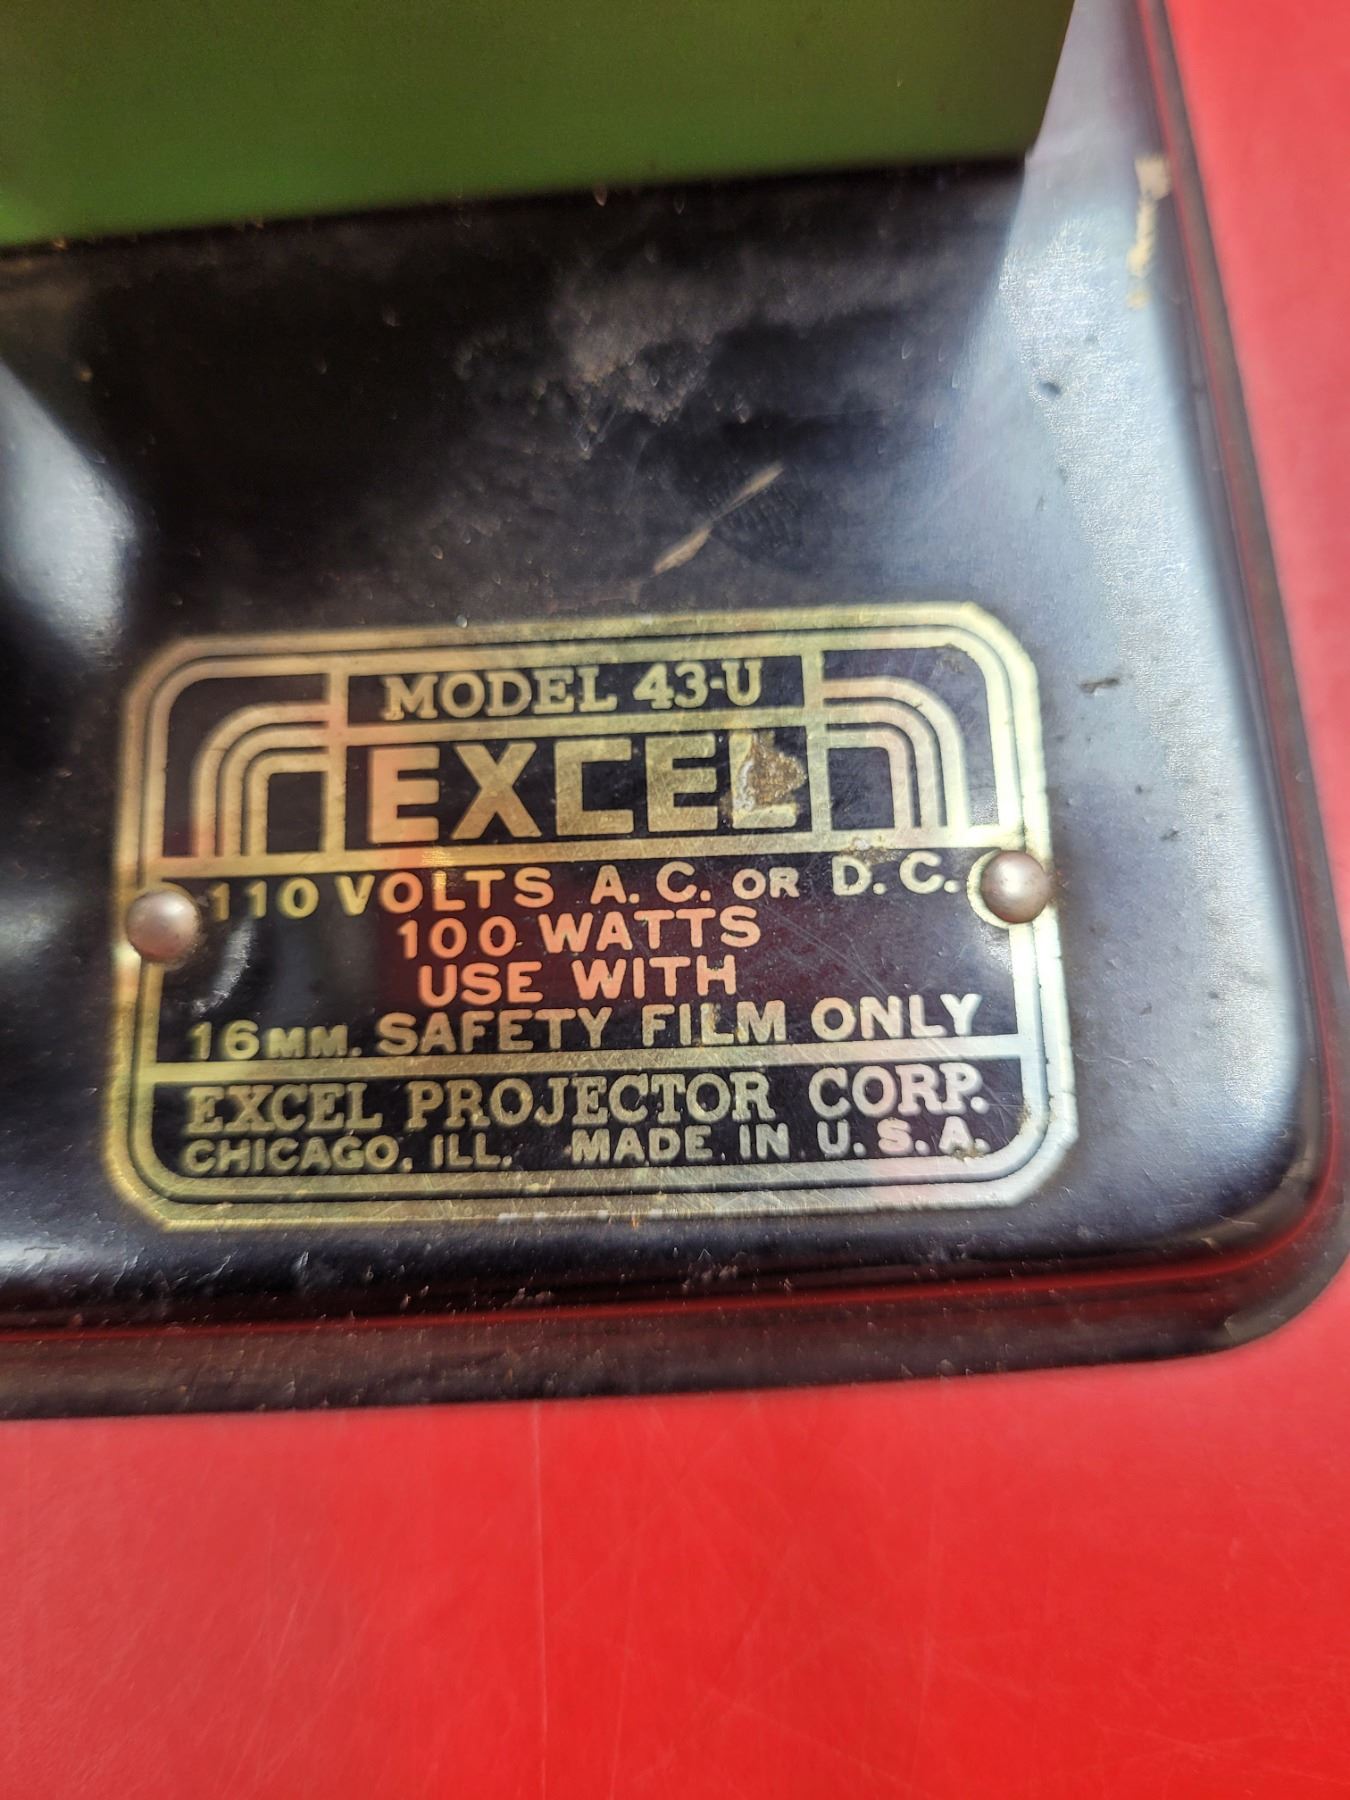 MODEL 43-U
EXCEL
110 VOLTS A.C. OR D.C.
100 WATTS
USE WITH
16MM. SAFETY FILM ONLY
EXCEL PROJECTOR CORP.
CHICAGO, ILL. MADE IN U.S.A.